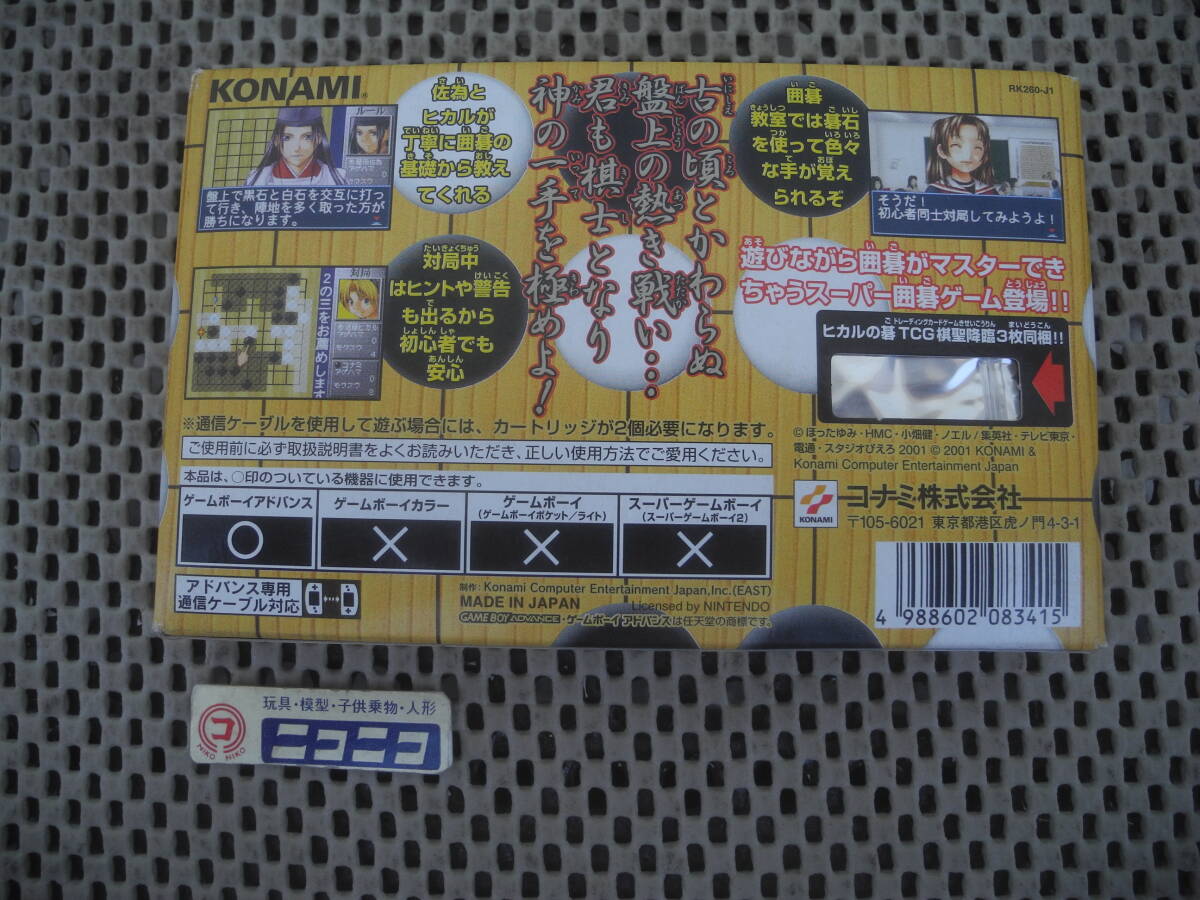 KONAMI
RK260-J1
ルール
盤上で黒石と白石を交互に打っ
て行き、陣地を多く取った方が
勝ちになります。
佐為と
ヒカルが
丁寧に囲碁の
基礎から教え
てくれる
古の頃とかわらぬ
盤上の熱き戦い…
君も棋士となり
神の一手を極めよ!
囲碁
教室では碁石
を使って色々
な手が覚え
られるぞ
そうだ!
初心者同士対局してみようよ!
対局
2の三をお薦めします
対局中
はヒントや警告
も出るから
初心者でも
安心
遊びながら囲碁がマスターでき
ちゃうスーパー囲碁ゲーム登場!!
ヒカルの碁 TCG棋聖降臨3枚同梱!!
※通信ケーブルを使用して遊ぶ場合には、カートリッジが2個必要になります。
ご使用前に必ず取扱説明書をよくお読みいただき、正しい使用方法でご愛用ください。
本品は、○印のついている機器に使用できます。
ゲームボーイアドバンス
ゲームボーイカラー
ゲームボーイ
(ゲームボーイポケット/ライト)
スーパーゲームボーイ
(スーパーゲームボーイ2)
○ × × ×
アドバンス専用
通信ケーブル対応
制作: Konami Computer Entertainment Japan,Inc.(EAST)
MADE IN JAPAN
Licensed by NINTENDO
GAME BOY ADVANCE・ゲームボーイ アドバンスは任天堂の商標です。
©ほったゆみ・HMC・小畑健・ノエル/集英社・テレビ東京・
電通・スタジオぴえろ 2001 © 2001 KONAMI &
Konami Computer Entertainment Japan
KONAMI
コナミ株式会社
〒105-6021 東京都港区虎ノ門4-3-1
4 988602 083415
玩具・模型・子供乗物・人形
コ
NIKO NIKO
ニコニコ